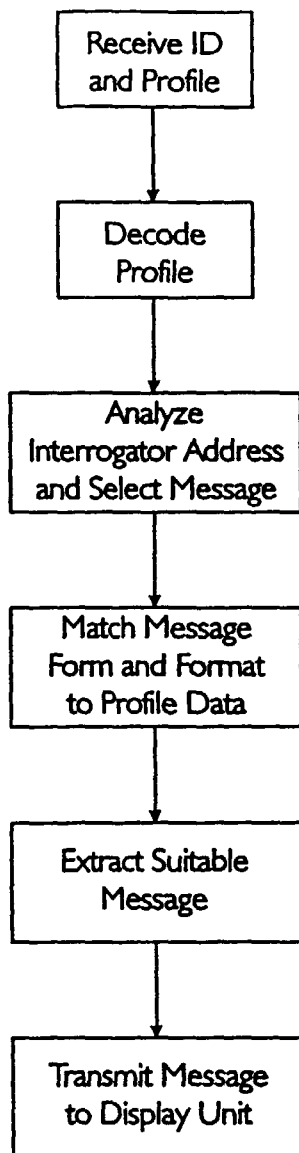 Receive ID
and Profile
Decode
Profile
Analyze
Interrogator Address
and Select Message
Match Message
Form and Format
to Profile Data
Extract Suitable
Message
Transmit Message
to Display Unit